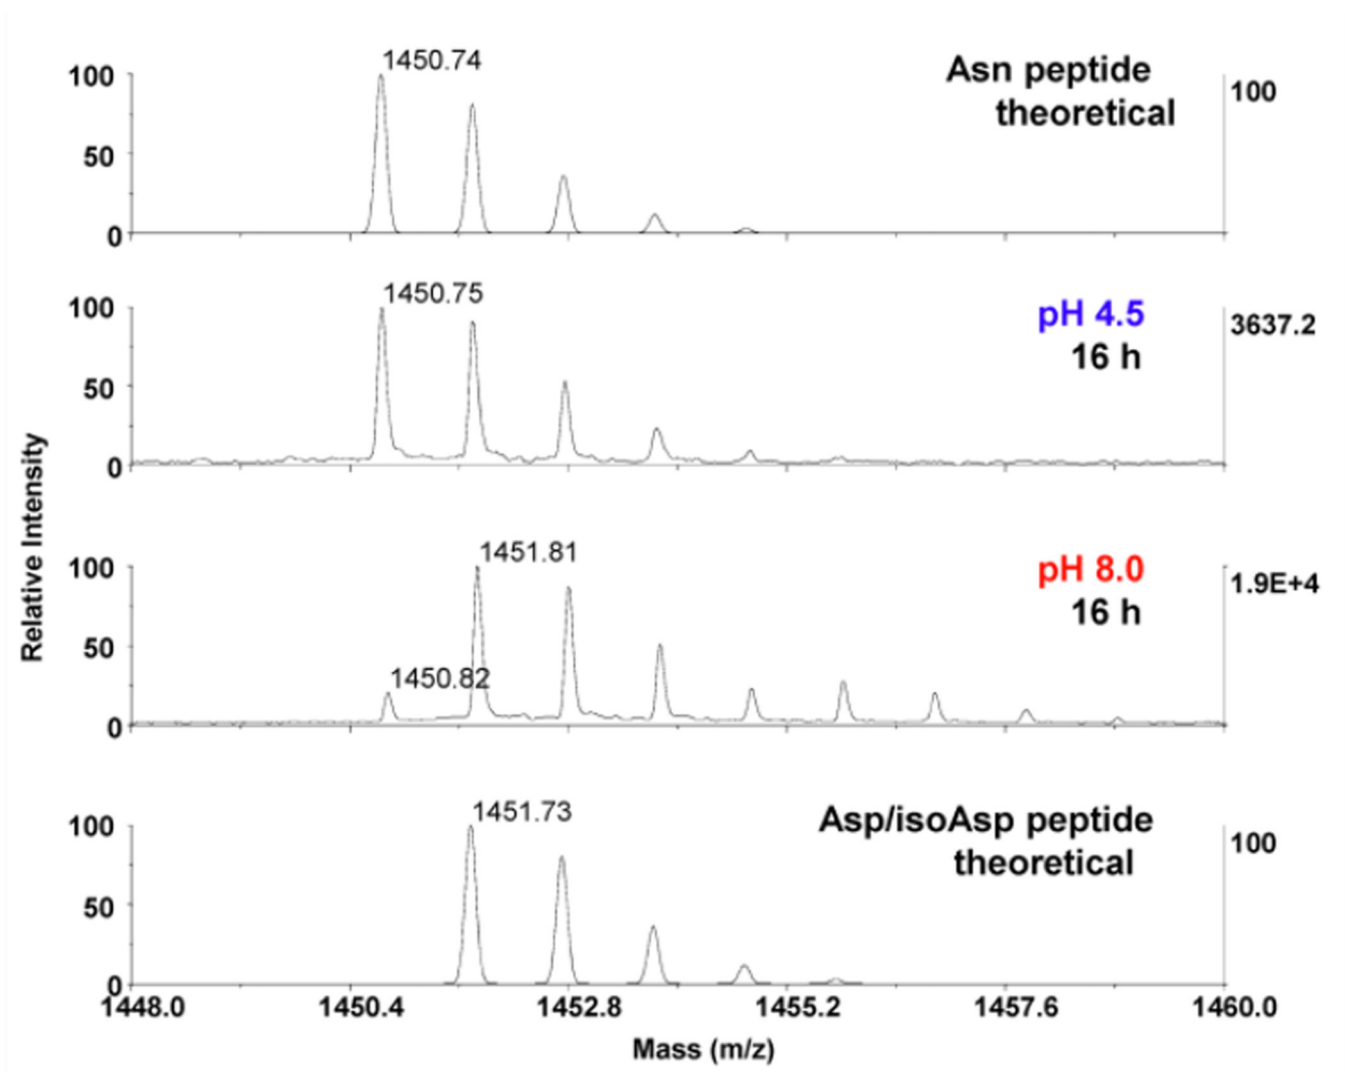 1450.74
Asn peptide
theoretical
100
50
0
100
1450.75
pH 4.5
16 h
100
50
0
3637.2
Relative Intensity
1451.81
1450.82
pH 8.0
16 h
100
50
0
1.9E+4
1451.73
Asp/isoAsp peptide
theoretical
100
50
0
100
1448.0 1450.4 1452.8 1455.2 1457.6 1460.0
Mass (m/z)